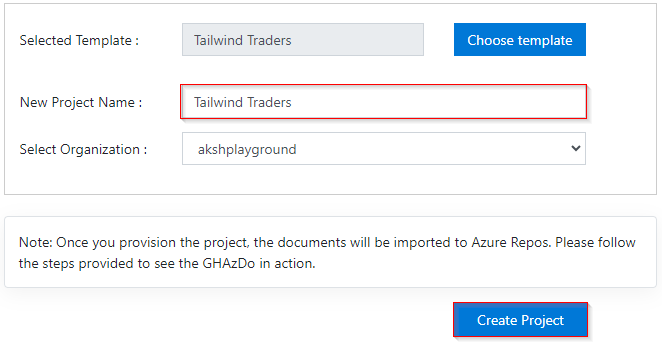 Selected Template : Tailwind Traders Choose template
New Project Name : Tailwind Traders
Select Organization : akshplayground
Note: Once you provision the project, the documents will be imported to Azure Repos. Please follow
the steps provided to see the GHAzDo in action.
Create Project